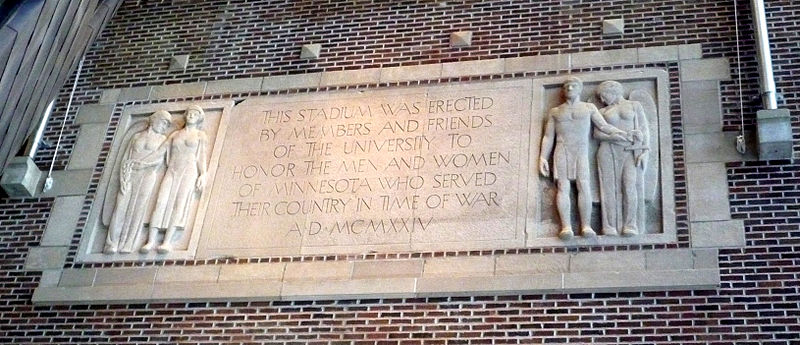 THIS STADIUM WAS ERECTED
BY MEMBERS AND FRIENDS
OF THE UNIVERSITY TO
HONOR THE MEN AND WOMEN
OF MINNESOTA WHO SERVED
THEIR COUNTRY IN TIME OF WAR
A·D·MCMXXIV